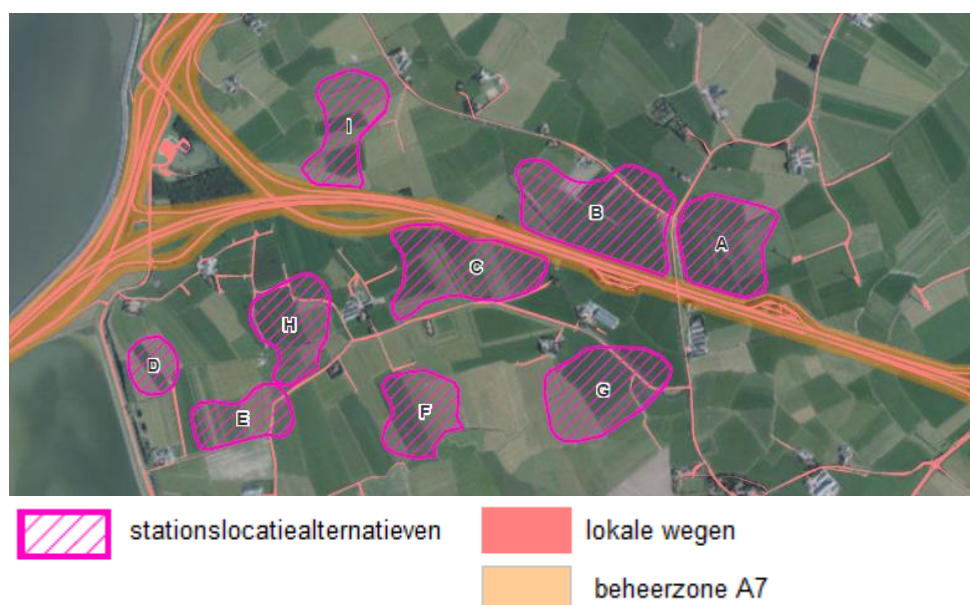 I
B
A
C
H
D
E
F
G
stationslocatiealternatieven
lokale wegen
beheerzone A7